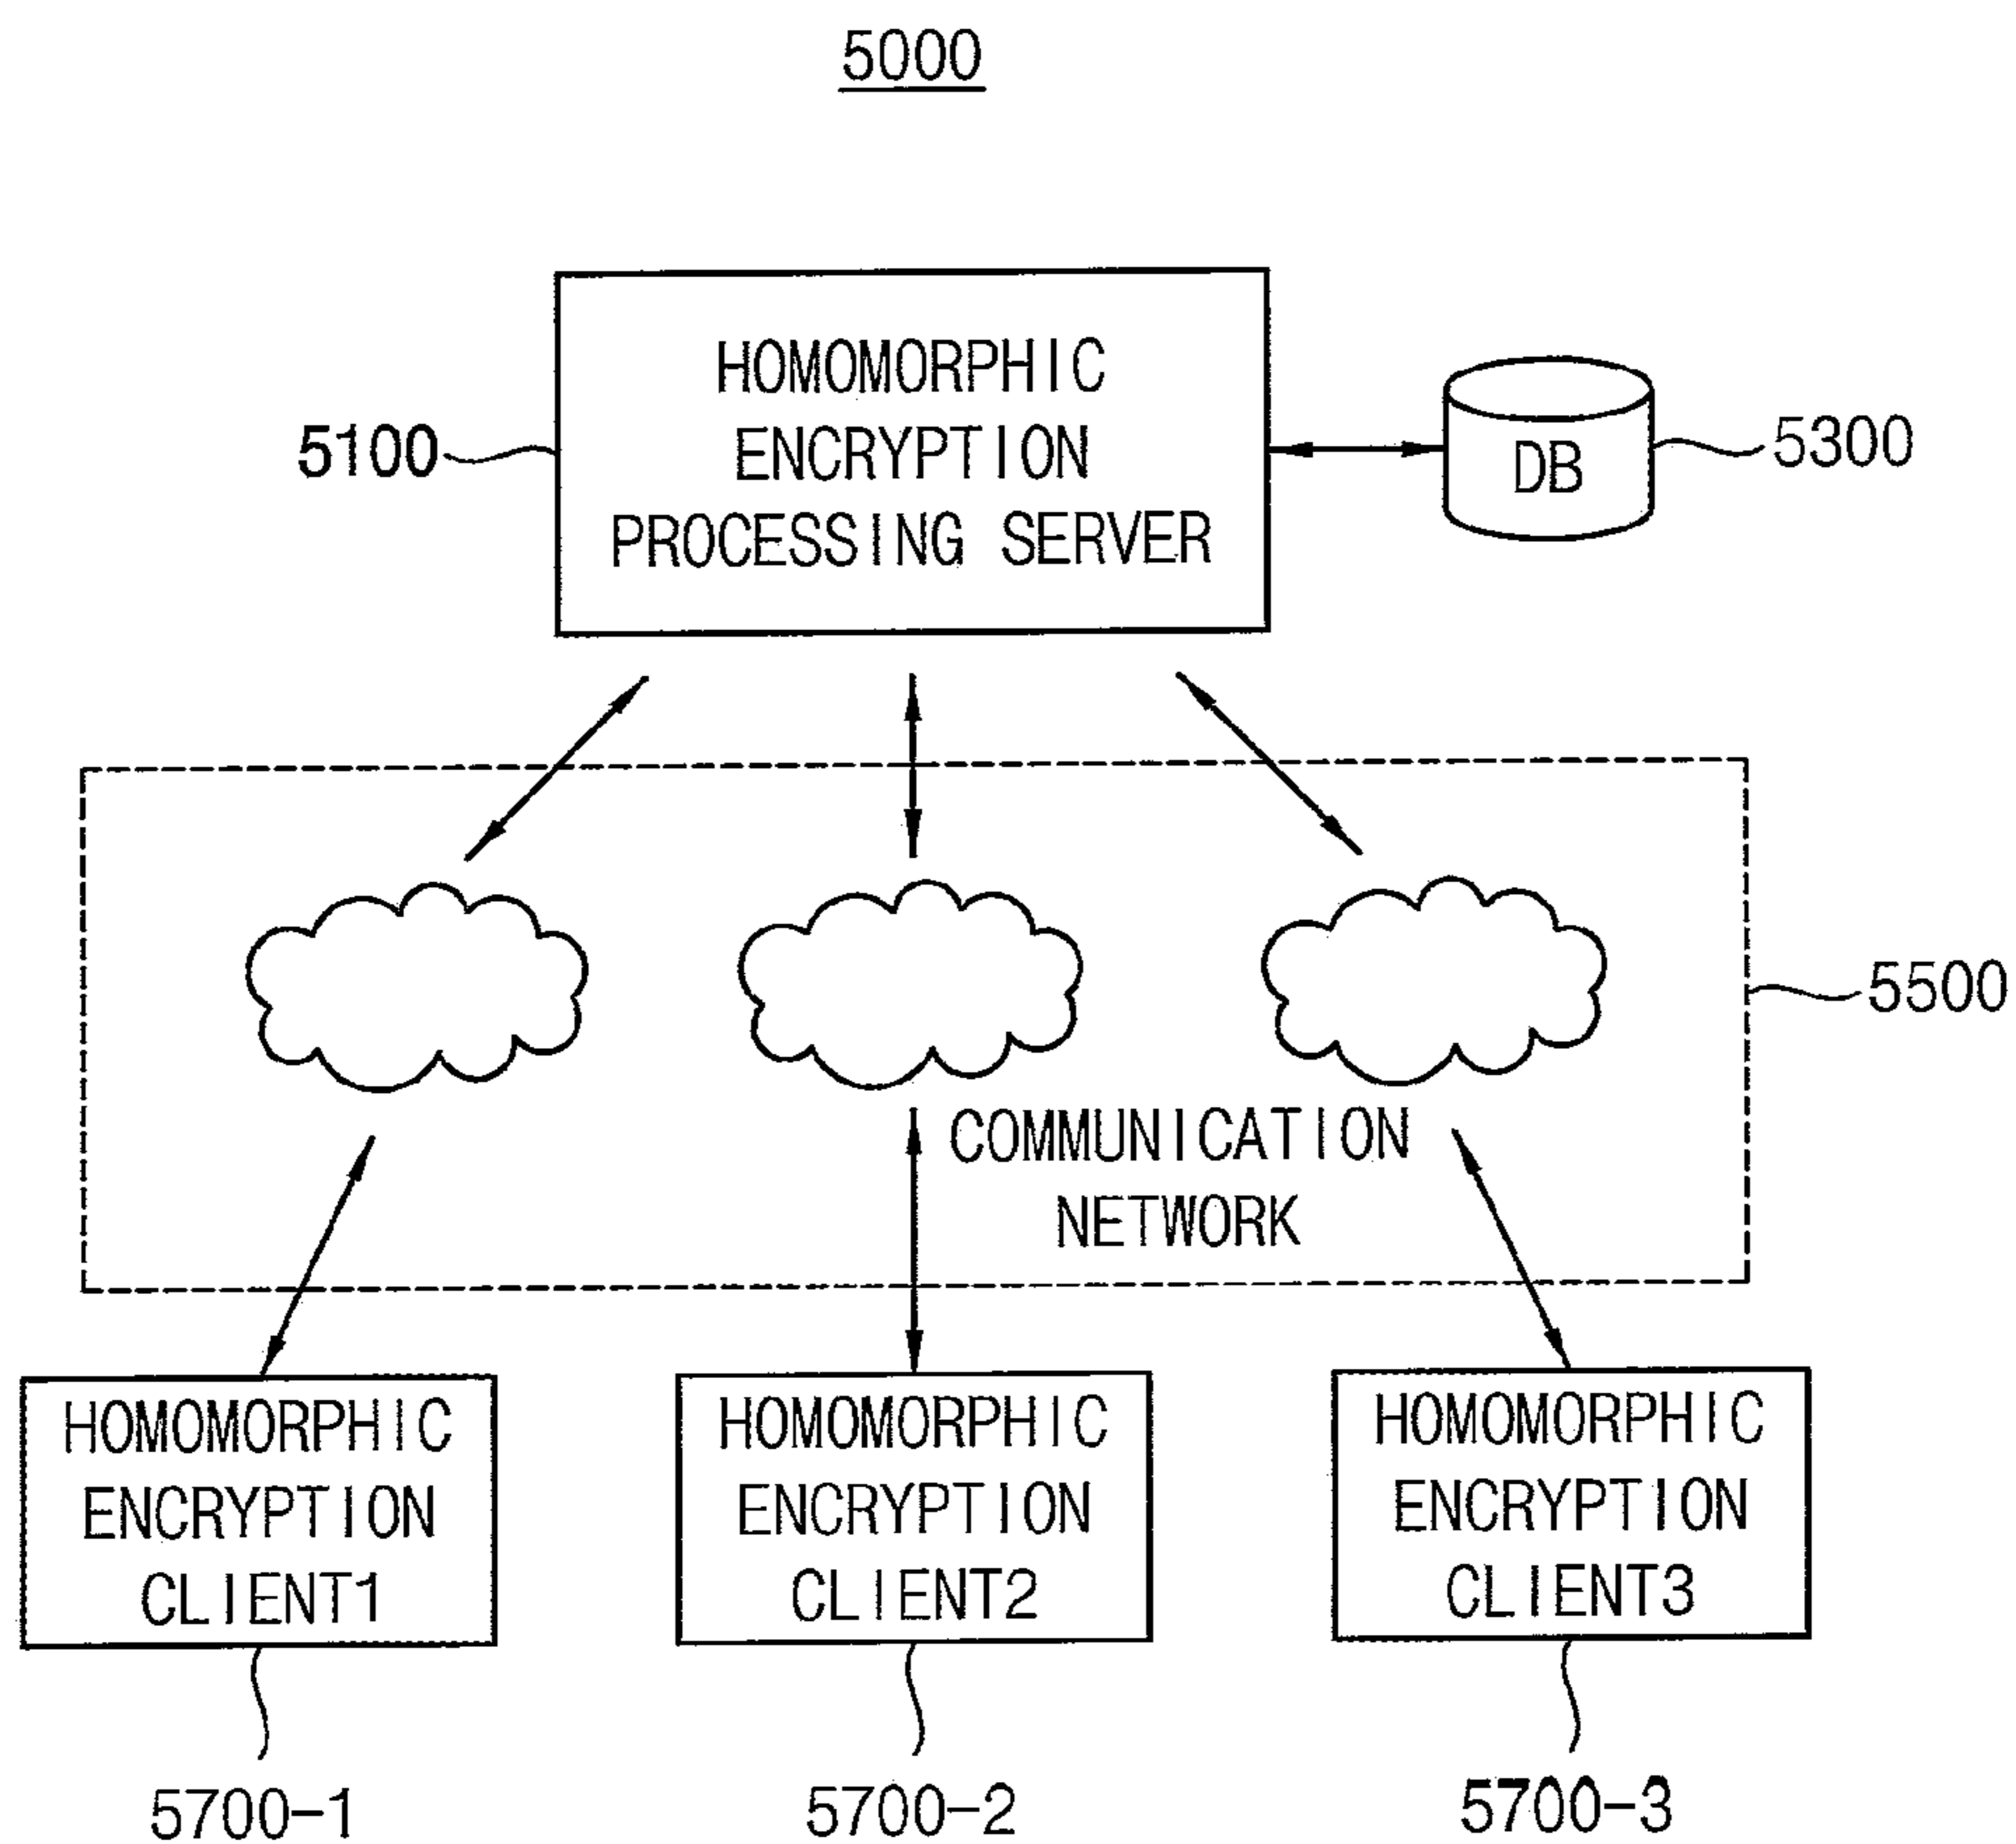 5000
HOMOMORPHIC
ENCRYPTION
PROCESSING SERVER
5100
DB
5300
5500
COMMUNICATION
NETWORK
HOMOMORPHIC
ENCRYPTION
CLIENT1
HOMOMORPHIC
ENCRYPTION
CLIENT2
HOMOMORPHIC
ENCRYPTION
CLIENT3
5700-1
5700-2
5700-3